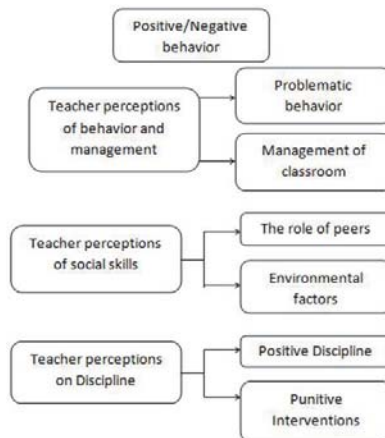 Positive/Negative
behavior
Teacher perceptions
of behavior and
management
Problematic
behavior
Management of
classroom
Teacher perceptions
of social skills
The role of peers
Environmental
factors
Teacher perceptions
on Discipline
Positive Discipline
Punitive
Interventions